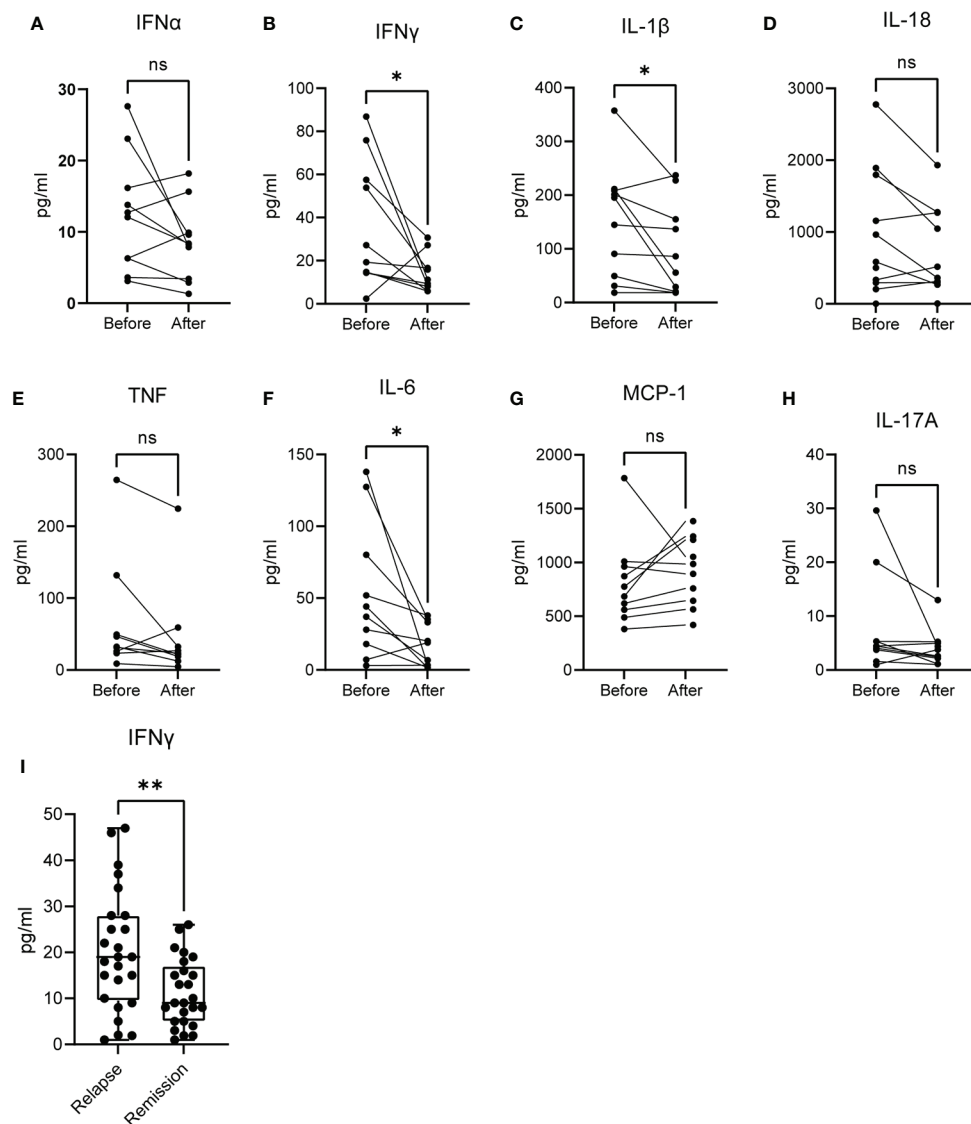 A
IFNα
ns
30
20
10
0
pg/ml
Before
After
B
IFNγ
*
100
80
60
40
20
0
pg/ml
Before
After
C
IL-1β
*
400
300
200
100
0
pg/ml
Before
After
D
IL-18
ns
3000
2000
1000
0
pg/ml
Before
After
E
TNF
ns
300
200
100
0
pg/ml
Before
After
F
IL-6
*
150
100
50
0
pg/ml
Before
After
G
MCP-1
ns
2000
1500
1000
500
0
pg/ml
Before
After
H
IL-17A
ns
40
30
20
10
0
pg/ml
Before
After
I
IFNγ
**
50
40
30
20
10
0
pg/ml
Relapse
Remission